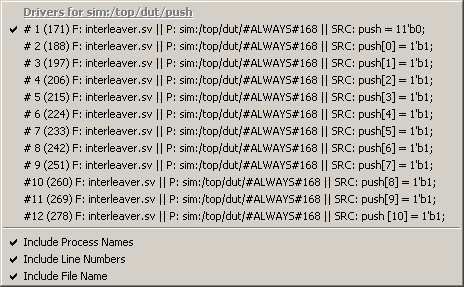 Drivers for sim:/top/dut/push
# 1 (171) F: interleaver.sv || P: sim:/top/dut/#ALWAYS#168 || SRC: push = 11'b0;
# 2 (188) F: interleaver.sv || P: sim:/top/dut/#ALWAYS#168 || SRC: push[0] = 1'b1;
# 3 (197) F: interleaver.sv || P: sim:/top/dut/#ALWAYS#168 || SRC: push[1] = 1'b1;
# 4 (206) F: interleaver.sv || P: sim:/top/dut/#ALWAYS#168 || SRC: push[2] = 1'b1;
# 5 (215) F: interleaver.sv || P: sim:/top/dut/#ALWAYS#168 || SRC: push[3] = 1'b1;
# 6 (224) F: interleaver.sv || P: sim:/top/dut/#ALWAYS#168 || SRC: push[4] = 1'b1;
# 7 (233) F: interleaver.sv || P: sim:/top/dut/#ALWAYS#168 || SRC: push[5] = 1'b1;
# 8 (242) F: interleaver.sv || P: sim:/top/dut/#ALWAYS#168 || SRC: push[6] = 1'b1;
# 9 (251) F: interleaver.sv || P: sim:/top/dut/#ALWAYS#168 || SRC: push[7] = 1'b1;
#10 (260) F: interleaver.sv || P: sim:/top/dut/#ALWAYS#168 || SRC: push[8] = 1'b1;
#11 (269) F: interleaver.sv || P: sim:/top/dut/#ALWAYS#168 || SRC: push[9] = 1'b1;
#12 (278) F: interleaver.sv || P: sim:/top/dut/#ALWAYS#168 || SRC: push [10] = 1'b1;
Include Process Names
Include Line Numbers
Include File Name